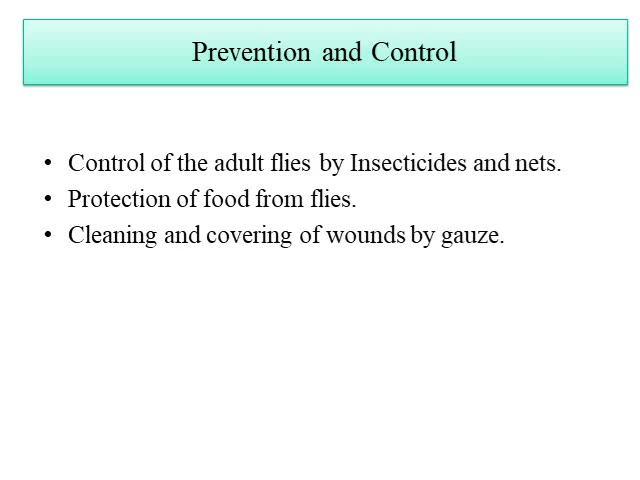 Prevention and Control
• Control of the adult flies by Insecticides and nets.
• Protection of food from flies.
• Cleaning and covering of wounds by gauze.